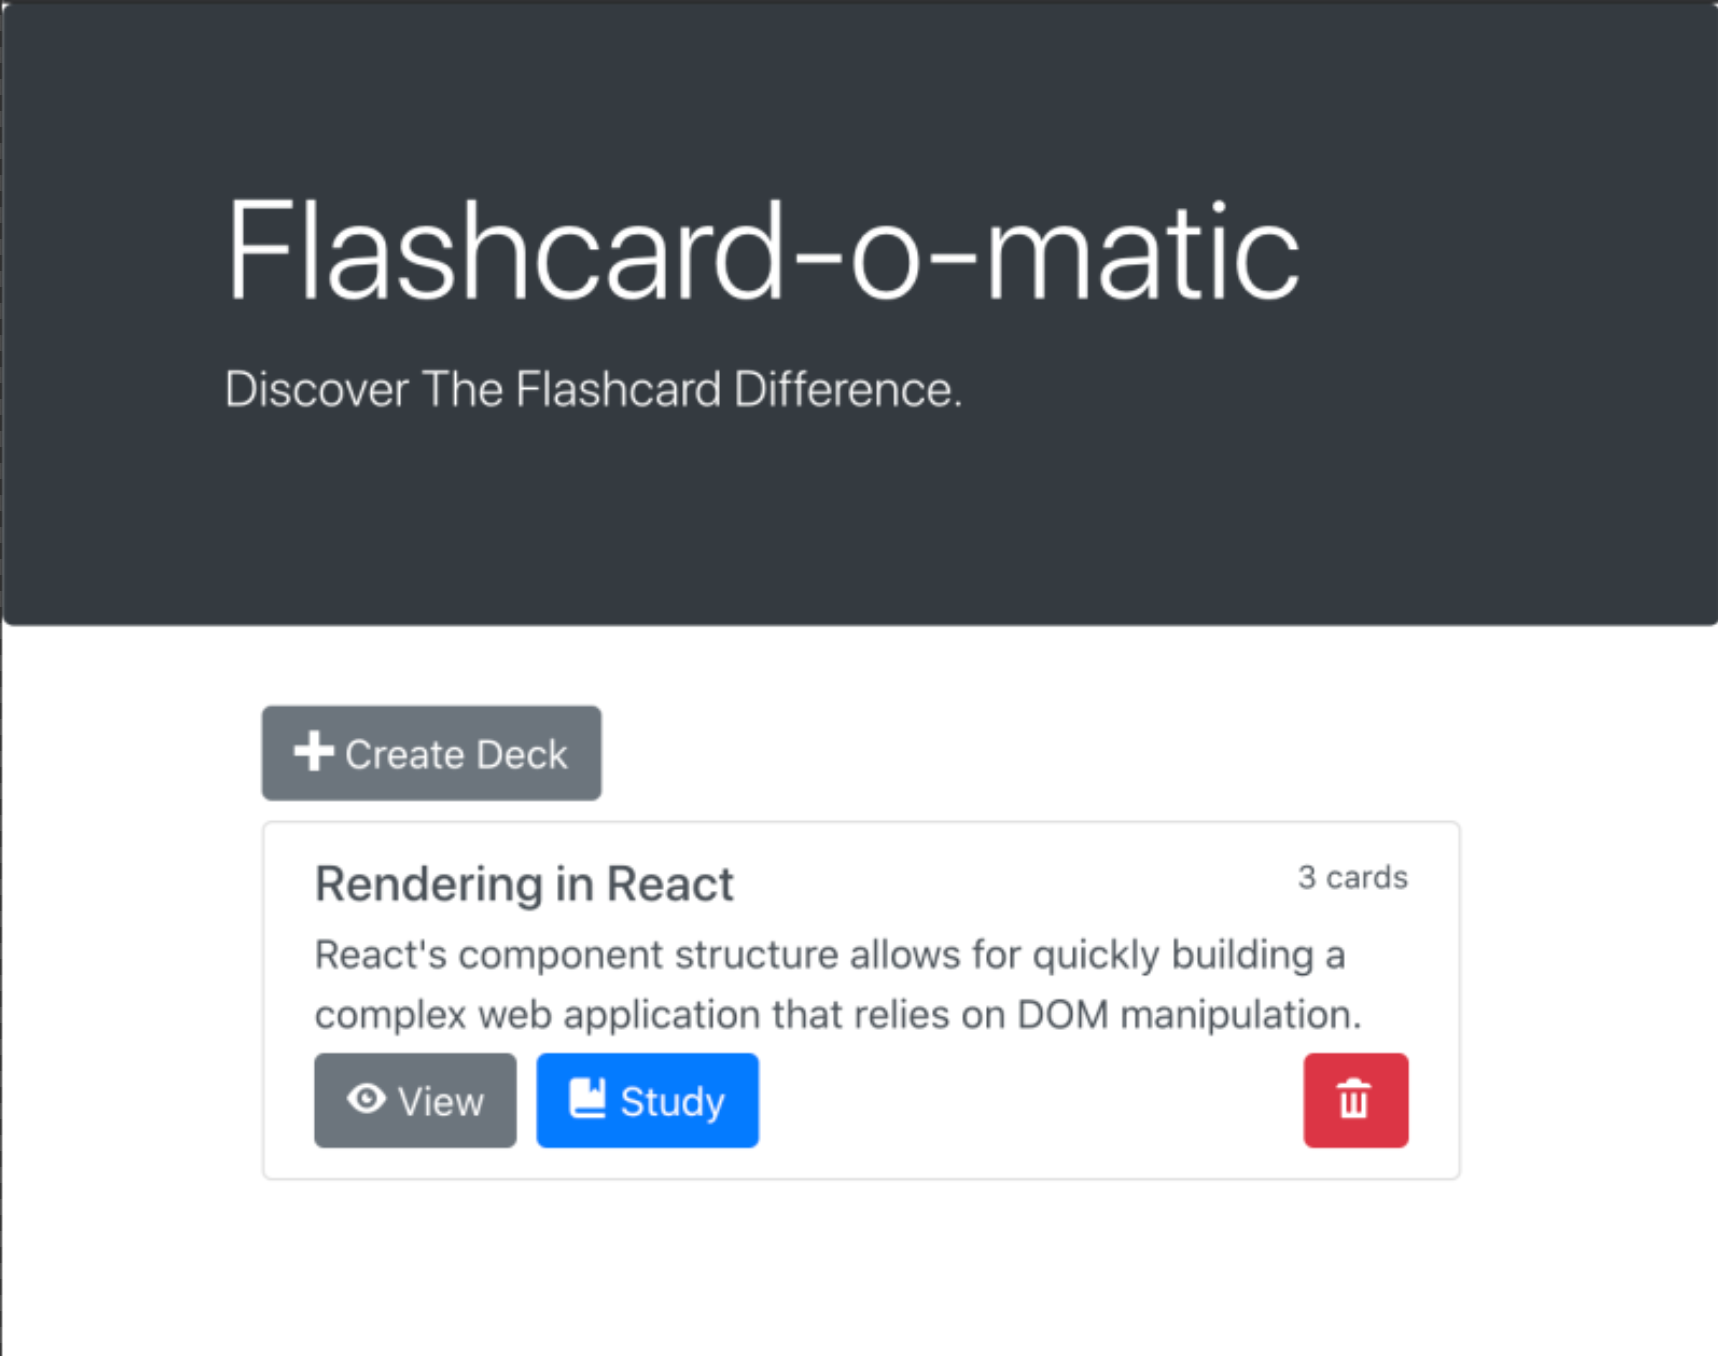 Flashcard-o-matic
Discover The Flashcard Difference.
Create Deck
Rendering in React
3 cards
React's component structure allows for quickly building a
complex web application that relies on DOM manipulation.
View
Study